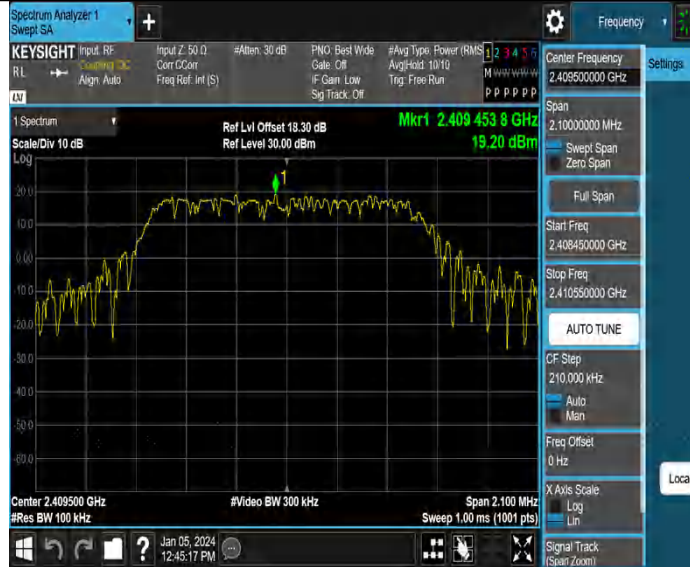 Spectrum Analyzer 1
Swept SA
+
Frequency
KEYSIGHT
RL
Input: RF
Coupling: DC
Align: Auto
Input Z: 50 Ω
Corr CCorr
Freq Ref: Int (S)
#Atten: 30 dB
PNO: Best Wide
Gate: Off
IF Gain: Low
Sig Track: Off
#Avg Type: Power (RMS
Avg|Hold: 10/10
Trig: Free Run
1 2 3 4 5 6
M W W W W W
P P P P P P
LXI
1 Spectrum
Scale/Div 10 dB
Ref Lvl Offset 18.30 dB
Ref Level 30.00 dBm
Mkr1 2.409 453 8 GHz
19.20 dBm
Log
1
20.0
10.0
0.00
-10.0
-20.0
-30.0
-40.0
-50.0
-60.0
Center 2.409500 GHz
#Res BW 100 kHz
#Video BW 300 kHz
Span 2.100 MHz
Sweep 1.00 ms (1001 pts)
Jan 05, 2024
12:45:17 PM
?
Center Frequency
2.409500000 GHz
Settings
Span
2.10000000 MHz
Swept Span
Zero Span
Full Span
Start Freq
2.408450000 GHz
Stop Freq
2.410550000 GHz
AUTO TUNE
CF Step
210.000 kHz
Auto
Man
Freq Offset
0 Hz
X Axis Scale
Log
Lin
Loca
Signal Track
(Span Zoom)